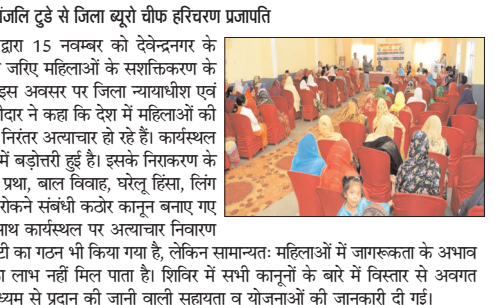 जलि टुडे से जिला ब्यूरो चीफ हरिचरण प्रजापति
द्वारा 15 नवम्बर को देवेन्द्रनगर के
जरिए महिलाओं के सशक्तिकरण के
इस अवसर पर जिला न्यायाधीश एवं
ीदार ने कहा कि देश में महिलाओं की
निरंतर अत्याचार हो रहे हैं। कार्यस्थल
में बड़ोत्तरी हुई है। इसके निराकरण के
प्रथा, बाल विवाह, घरेलू हिंसा, लिंग
रोकने संबंधी कठोर कानून बनाए गए
साथ कार्यस्थल पर अत्याचार निवारण
टी का गठन भी किया गया है, लेकिन सामान्यतः महिलाओं में जागरूकता के अभाव
लाभ नहीं मिल पाता है। शिविर में सभी कानूनों के बारे में विस्तार से अवगत
ध्यम से प्रदान की जाने वाली सहायता व योजनाओं की जानकारी दी गई।